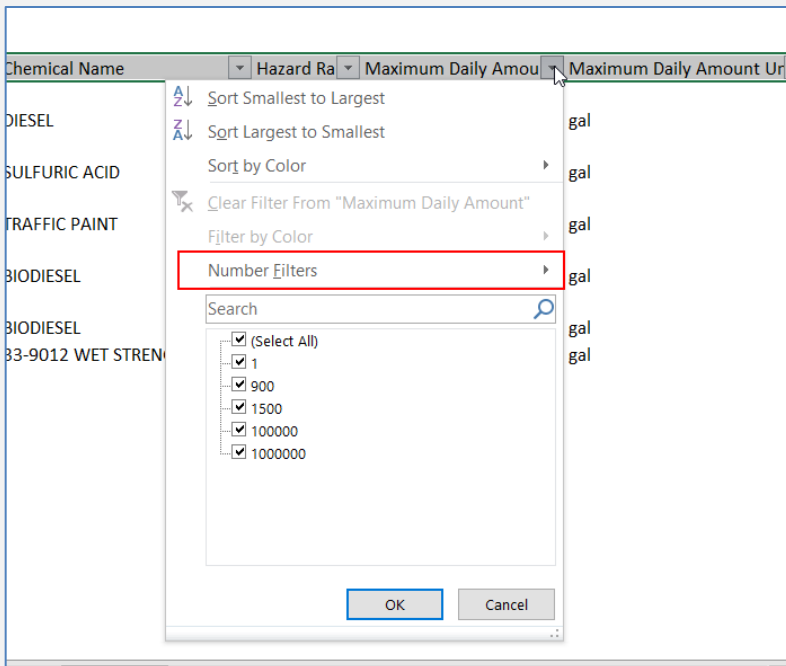 Chemical Name Hazard Ra Maximum Daily Amou Maximum Daily Amount Ur
Sort Smallest to Largest
DIESEL gal
Sort Largest to Smallest
Sort by Color
SULFURIC ACID gal
Clear Filter From "Maximum Daily Amount"
TRAFFIC PAINT gal
Filter by Color
Number Filters
BIODIESEL gal
Search
BIODIESEL gal
(Select All)
33-9012 WET STREN gal
1
900
1500
100000
1000000
OK Cancel